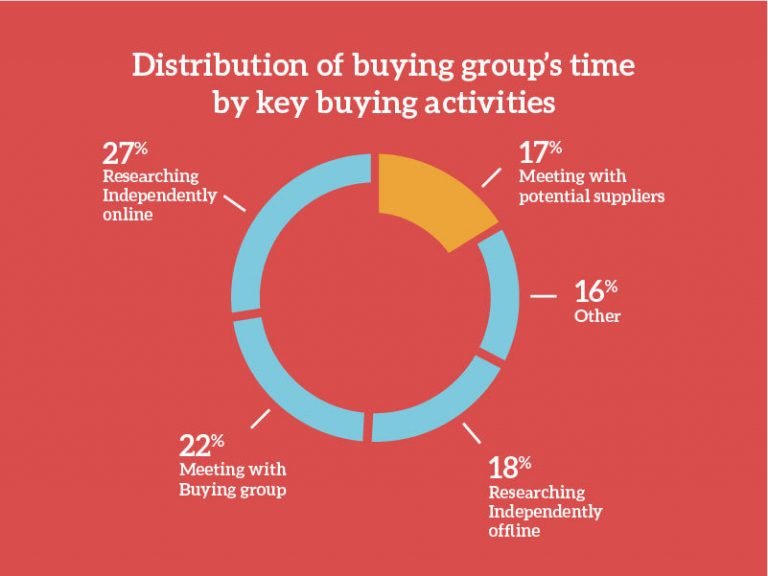 Distribution of buying group’s time
by key buying activities
27%
Researching
Independently
online
17%
Meeting with
potential suppliers
16%
Other
22%
Meeting with
Buying group
18%
Researching
Independently
offline